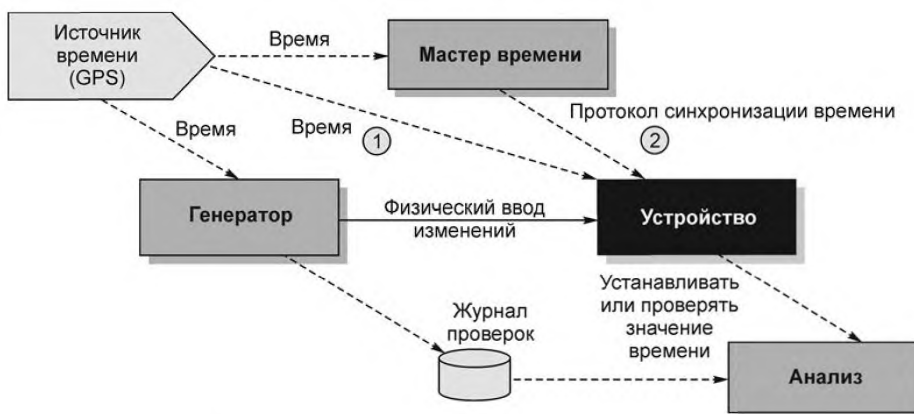 Источник
времени
(GPS)
Время
Мастер времени
Время
Время
1
Протокол синхронизации времени
2
Генератор
Физический ввод
изменений
Устройство
Журнал
проверок
Устанавливать
или проверять
значение
времени
Анализ